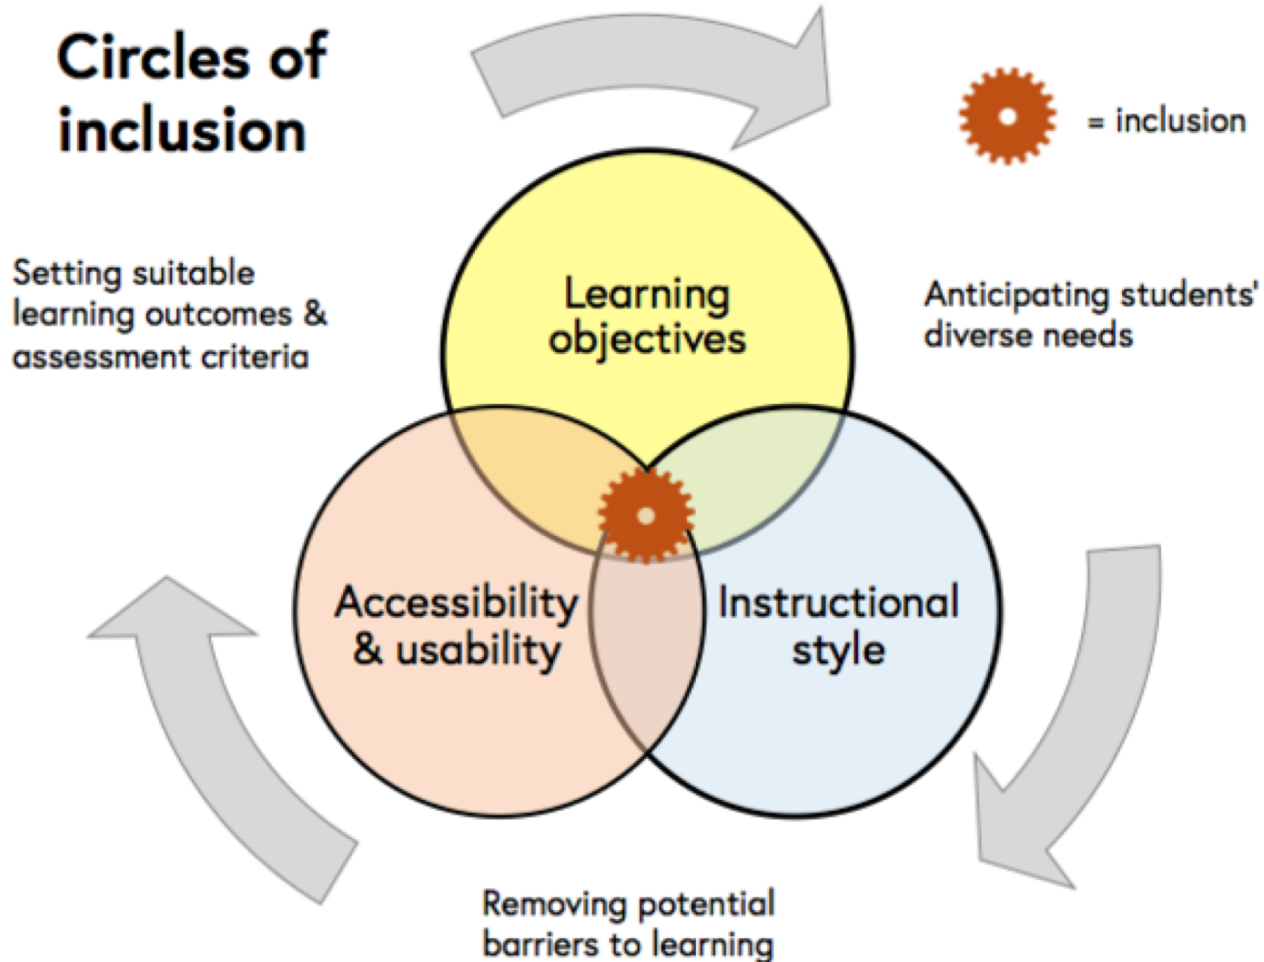 Circles of
inclusion
= inclusion
Setting suitable
learning outcomes &
assessment criteria
Learning
objectives
Anticipating students'
diverse needs
Accessibility
& usability
Instructional
style
Removing potential
barriers to learning